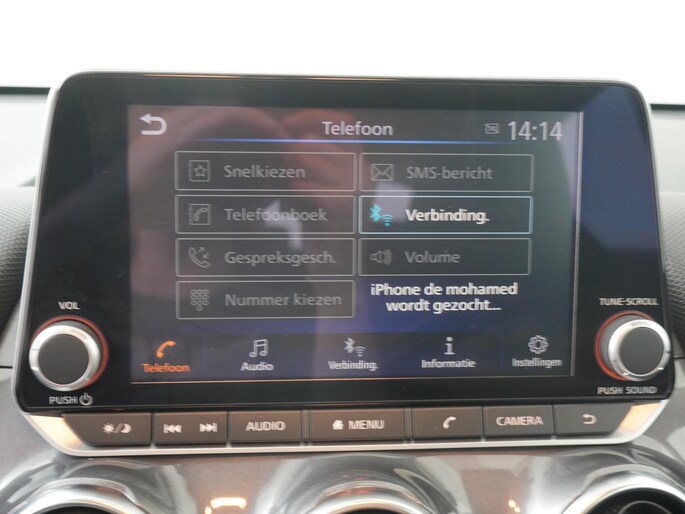 Telefoon 14:14
Snelkiezen
SMS-bericht
Telefoonboek
Verbinding.
Gespreksgesch.
Volume
Nummer kiezen
iPhone de mohamed
wordt gezocht...
VOL
PUSH
TUNE·SCROLL
PUSH SOUND
Telefoon
Audio
Verbinding.
Informatie
Instellingen
AUDIO
MENU
CAMERA